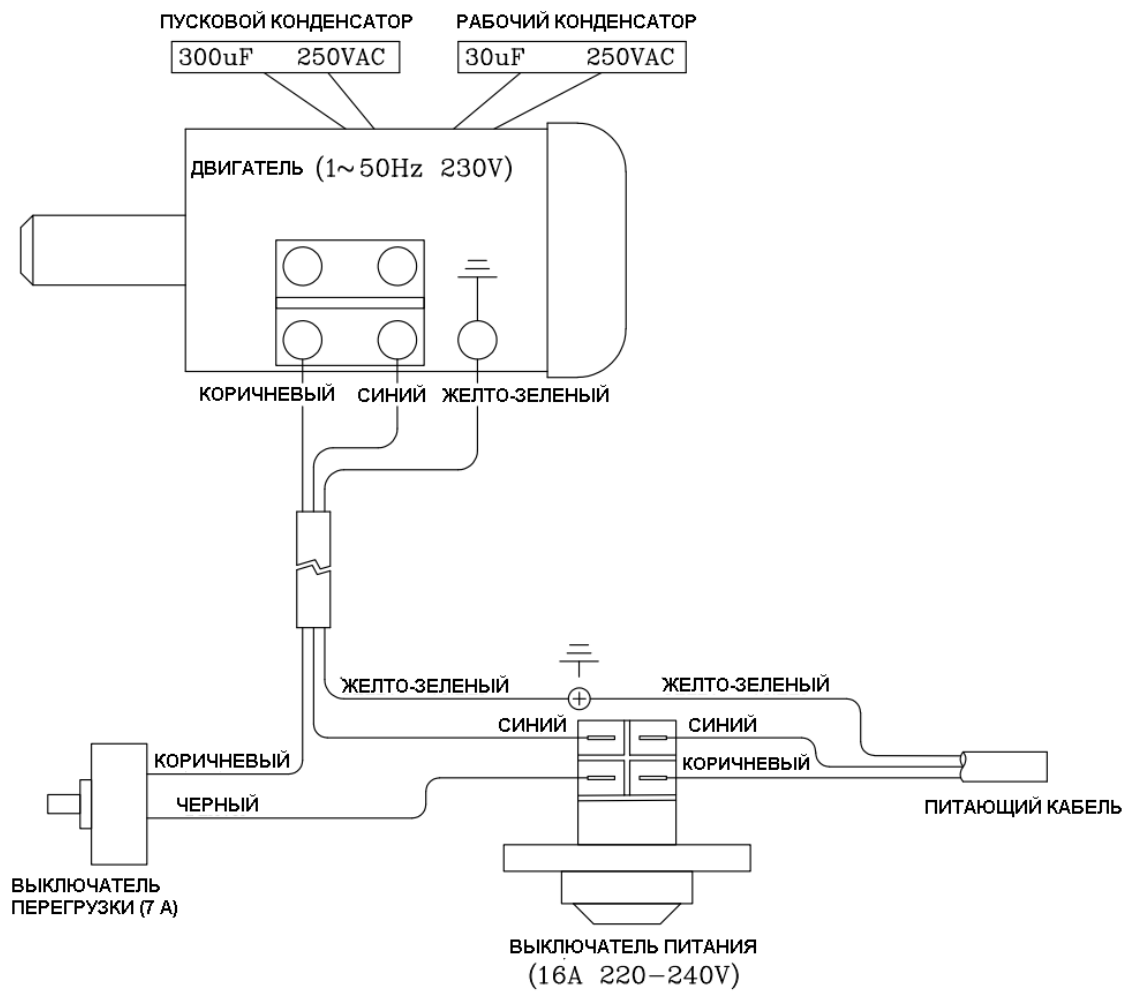 ПУСКОВОЙ КОНДЕНСАТОР
РАБОЧИЙ КОНДЕНСАТОР
300uF 250VAC
30uF 250VAC
ДВИГАТЕЛЬ (1~50Hz 230V)
КОРИЧНЕВЫЙ СИНИЙ ЖЕЛТО-ЗЕЛЕНЫЙ
ЖЕЛТО-ЗЕЛЕНЫЙ
ЖЕЛТО-ЗЕЛЕНЫЙ
СИНИЙ
СИНИЙ
КОРИЧНЕВЫЙ
КОРИЧНЕВЫЙ
ЧЕРНЫЙ
ПИТАЮЩИЙ КАБЕЛЬ
ВЫКЛЮЧАТЕЛЬ
ПЕРЕГРУЗКИ (7 А)
ВЫКЛЮЧАТЕЛЬ ПИТАНИЯ
(16A 220-240V)